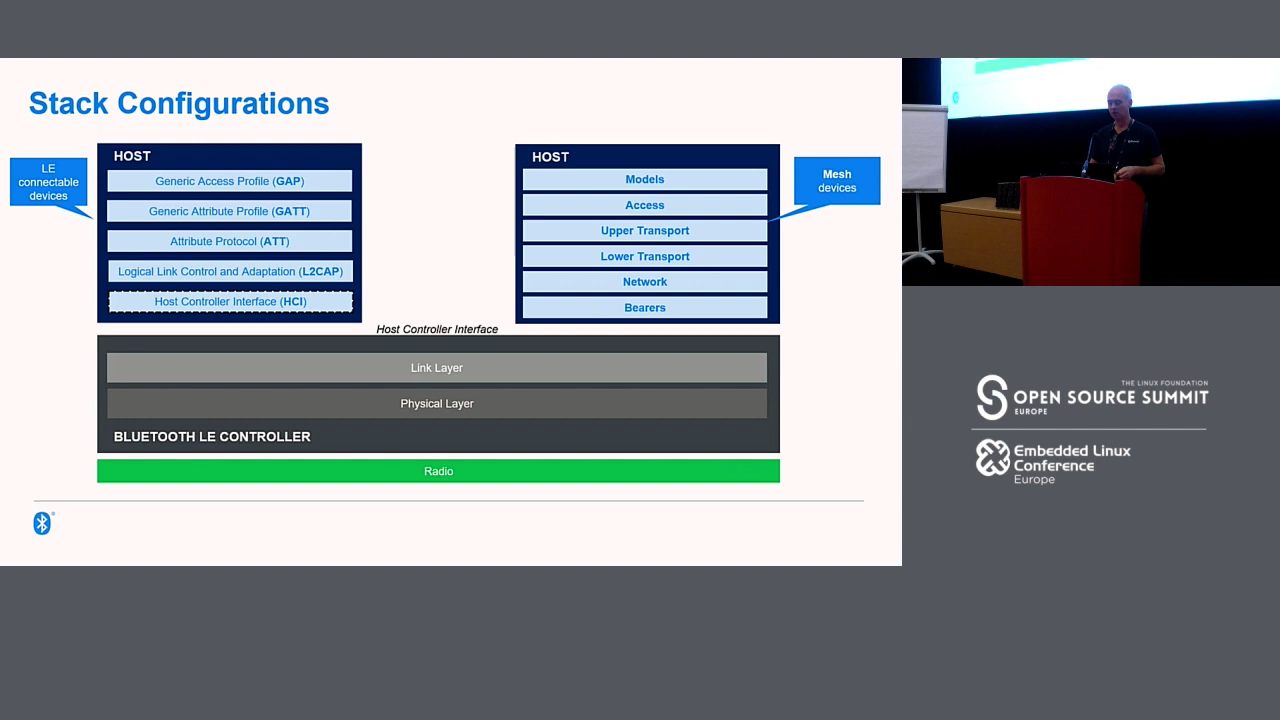 Stack Configurations
LE
connectable
devices
HOST
Generic Access Profile (GAP)
Generic Attribute Profile (GATT)
Attribute Protocol (ATT)
Logical Link Control and Adaptation (L2CAP)
Host Controller Interface (HCI)
HOST
Models
Access
Upper Transport
Lower Transport
Network
Bearers
Mesh
devices
Host Controller Interface
Link Layer
Physical Layer
BLUETOOTH LE CONTROLLER
Radio
THE LINUX FOUNDATION
OPEN SOURCE SUMMIT
EUROPE
Embedded Linux
Conference
Europe